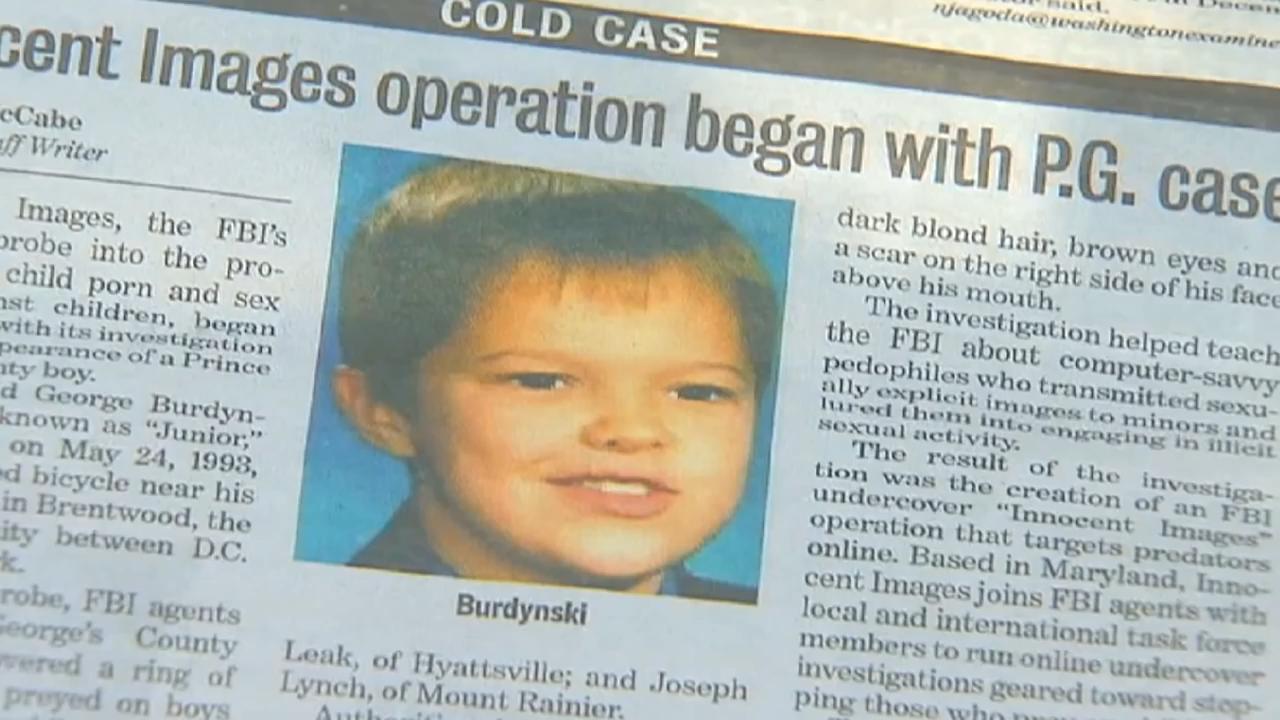 COLD CASE
said.
njagoda@washingtonexamine
cent Images operation began with P.G. case
cCabe
ff Writer
Images, the FBI's
probe into the pro-
child porn and sex
nst children, began
with its investigation
pearance of a Prince
nty boy.
d George Burdyn-
known as "Junior,"
on May 24, 1993,
ed bicycle near his
in Brentwood, the
ity between D.C.
k.
robe, FBI agents
George's County
vered a ring of
preyed on boys
Burdynski
Leak, of Hyattsville; and Joseph
Lynch, of Mount Rainier.
dark blond hair, brown eyes and
a scar on the right side of his face
above his mouth.
The investigation helped teach
the FBI about computer-savvy
pedophiles who transmitted sexu-
ally explicit images to minors and
lured them into engaging in illicit
sexual activity.
The result of the investiga-
tion was the creation of an FBI
undercover "Innocent Images"
operation that targets predators
online. Based in Maryland, Inno-
cent Images joins FBI agents with
local and international task force
members to run online undercover
investigations geared toward stop-
ping those who